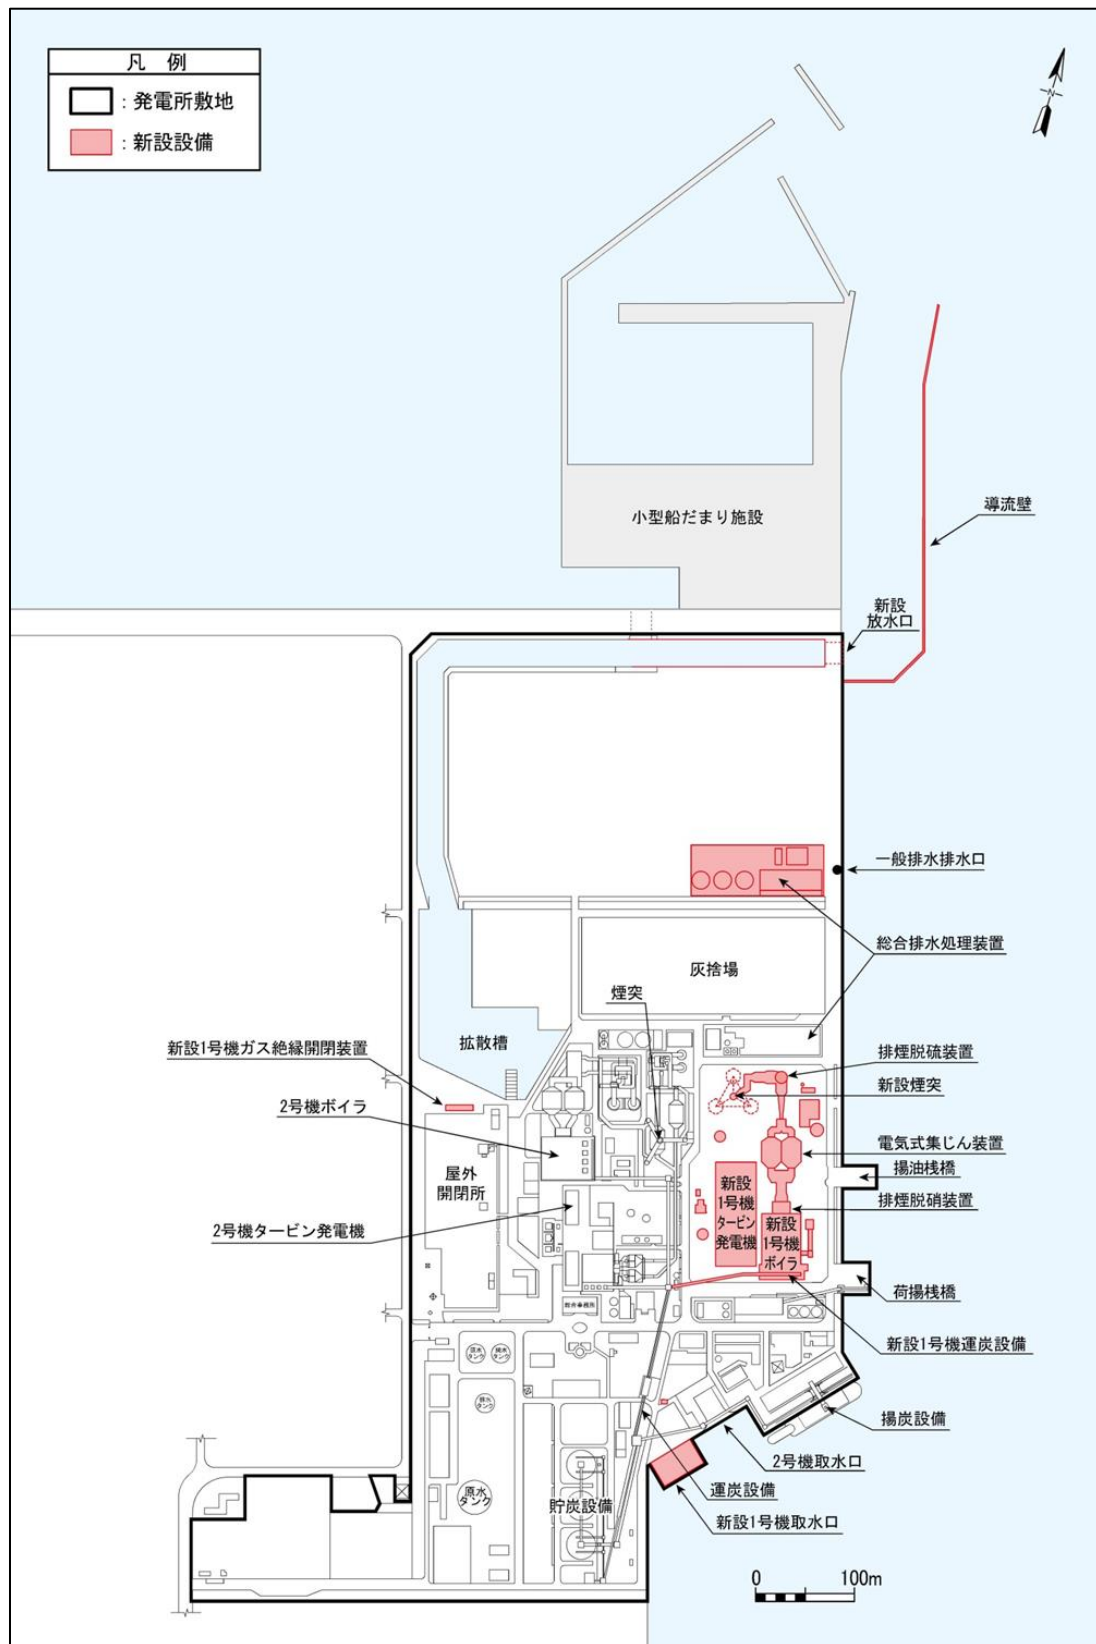 凡 例
：発電所敷地
：新設設備
N
小型船だまり施設
導流壁
新設
放水口
一般排水排水口
総合排水処理装置
灰捨場
煙突
拡散槽
新設1号機ガス絶縁開閉装置
排煙脱硫装置
新設煙突
2号機ボイラ
電気式集じん装置
揚油桟橋
屋外
開閉所
新設
1号機
タービン
発電機
排煙脱硝装置
新設
1号機
ボイラ
2号機タービン発電機
荷揚桟橋
総合事務所
新設1号機運炭設備
揚炭設備
2号機取水口
原水
タンク
貯炭設備
運炭設備
新設1号機取水口
0
100m